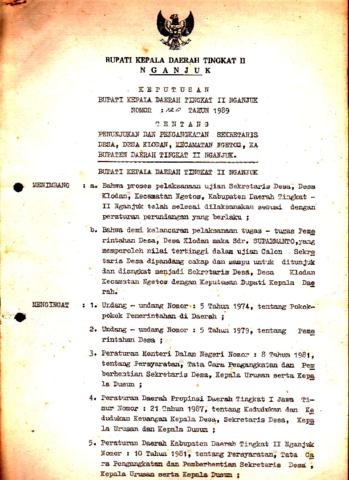 BUPATI KEPALA DAERAH TINGKAT II
N G A N J U K
K E P U T U S A N
BUPATI KEPALA DAERAH TINGKAT II NGANJUK
NOMOR : TAHUN 1989
T E N T A N G
PENUNJUKAN DAN PENGANGKATAN SEKRETARIS
DESA, DESA KLODAN, KECAMATAN NGETOS, KA
BUPATEN DAERAH TINGKAT II NGANJUK.
BUPATI KEPALA DAERAH TINGKAT II NGANJUK
MENIMBANG : a. Bahwa proses pelaksanaan ujian Sekretaris Desa, Desa
Klodan, Kecamatan Ngetos, Kabupaten Daerah Tingkat -
II Nganjuk telah selesai dilaksanakan sesuai dengan
peraturan perundangan yang berlaku ;
b. Bahwa demi kelancaran pelaksanaan tugas - tugas Peme
rintahan Desa, Desa Klodan maka Sdr. SUPARMANTO, yang
memperoleh nilai tertinggi dalam ujian Calon Sekre
taris Desa dipandang cakap dan mampu untuk ditunjuk
dan diangkat menjadi Sekretaris Desa, Desa Klodan
Kecamatan Ngetos dengan Keputusan Bupati Kepala Dae
rah.
MENGINGAT : 1. Undang - undang Nomor : 5 Tahun 1974, tentang Pokok-
pokok Pemerintahan di Daerah ;
2. Undang - undang Nomor : 5 Tahun 1979, tentang Peme
rintahan Desa ;
3. Peraturan Menteri Dalam Negeri Nomor : 8 Tahun 1981,
tentang Persyaratan, Tata Cara Pengangkatan dan Pem
berhentian Sekretaris Desa, Kepala Urusan serta Kepa
la Dusun ;
4. Peraturan Daerah Propinsi Daerah Tingkat I Jawa Ti-
mur Nomor : 21 Tahun 1987, tentang Kedudukan dan Ke
dudukan Keuangan Kepala Desa, Sekretaris Desa, Kepa
la Urusan dan Kepala Dusun ;
5. Peraturan Daerah Kabupaten Daerah Tingkat II Nganjuk
Nomor : 10 Tahun 1981, tentang Persyaratan, Tata Ca
ra Pengangkatan dan Pemberhentian Sekretaris Desa ,
Kepala Urusan serta Kepala Dusun ;